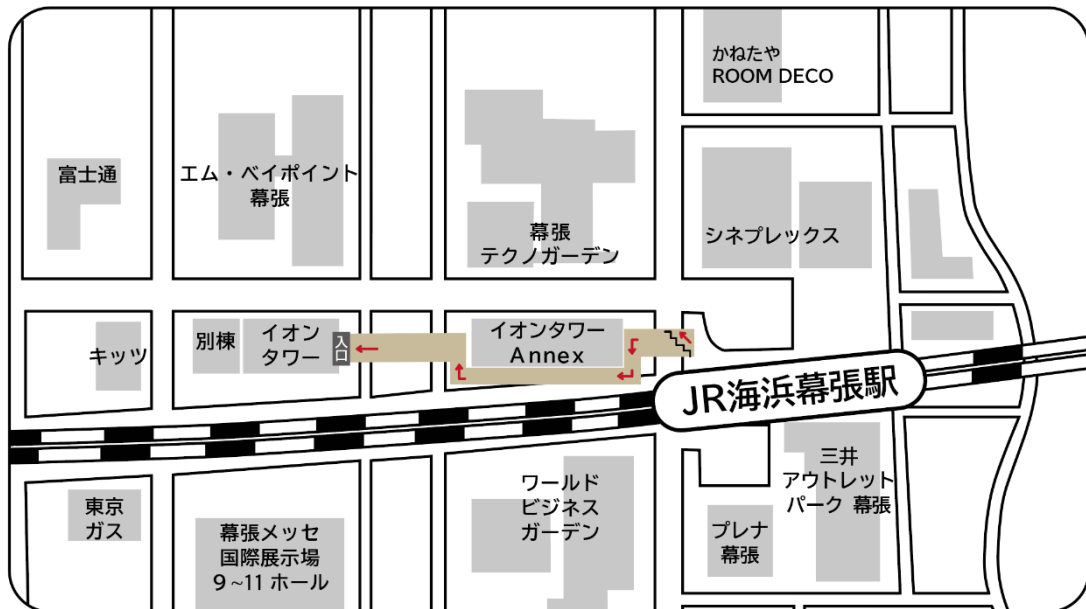 かねたや
ROOM DECO
富士通
エム・ベイポイント
幕張
幕張
テクノガーデン
シネプレックス
キッツ
別棟
イオン
タワー
入口
イオンタワー
Annex
JR海浜幕張駅
東京
ガス
幕張メッセ
国際展示場
9~11 ホール
ワールド
ビジネス
ガーデン
プレナ
幕張
三井
アウトレット
パーク 幕張